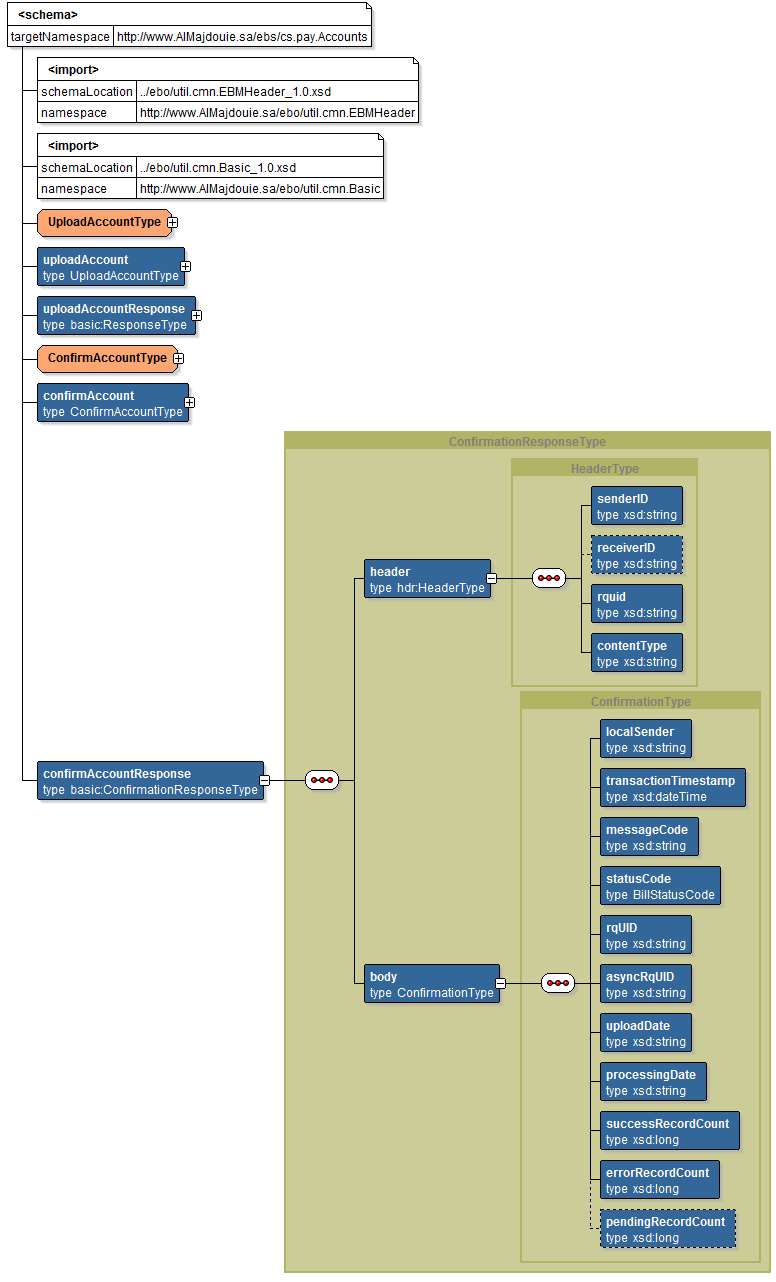 <schema>
targetNamespace http://www.AlMajdouie.sa/ebs/cs.pay.Accounts
<import>
schemaLocation ../ebo/util.cmn.EBMHeader_1.0.xsd
namespace http://www.AlMajdouie.sa/ebo/util.cmn.EBMHeader
<import>
schemaLocation ../ebo/util.cmn.Basic_1.0.xsd
namespace http://www.AlMajdouie.sa/ebo/util.cmn.Basic
UploadAccountType
uploadAccount
type UploadAccountType
uploadAccountResponse
type basic:ResponseType
ConfirmAccountType
confirmAccount
type ConfirmAccountType
confirmAccountResponse
type basic:ConfirmationResponseType
ConfirmationResponseType
header
type hdr:HeaderType
HeaderType
senderID
type xsd:string
receiverID
type xsd:string
rquid
type xsd:string
contentType
type xsd:string
body
type ConfirmationType
ConfirmationType
localSender
type xsd:string
transactionTimestamp
type xsd:dateTime
messageCode
type xsd:string
statusCode
type BillStatusCode
rqUID
type xsd:string
asyncRqUID
type xsd:string
uploadDate
type xsd:string
processingDate
type xsd:string
successRecordCount
type xsd:long
errorRecordCount
type xsd:long
pendingRecordCount
type xsd:long